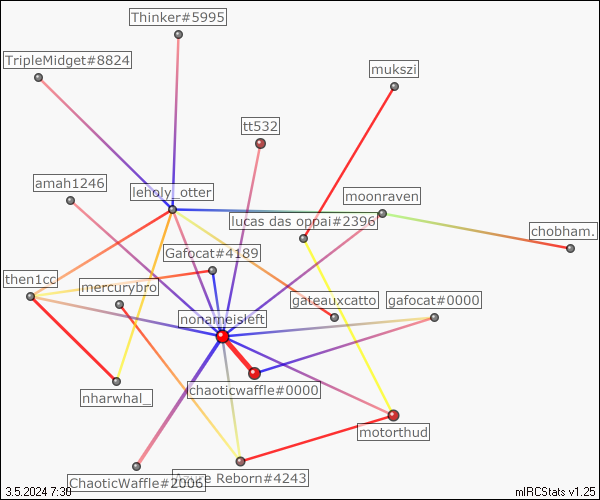 Thinker#5995
TripleMidget#8824
mukszi
tt532
amah1246
leholy_otter
moonraven
lucas das oppai#2396
chobham.
Gafocat#4189
then1cc
mercurybro
gateauxcatto
gafocat#0000
nonameisleft
chaoticwaffle#0000
nharwhal_
motorthud
ChaoticWaffle#2006
Reborn#4243
3.5.2024 7:30
mIRCStats v1.25